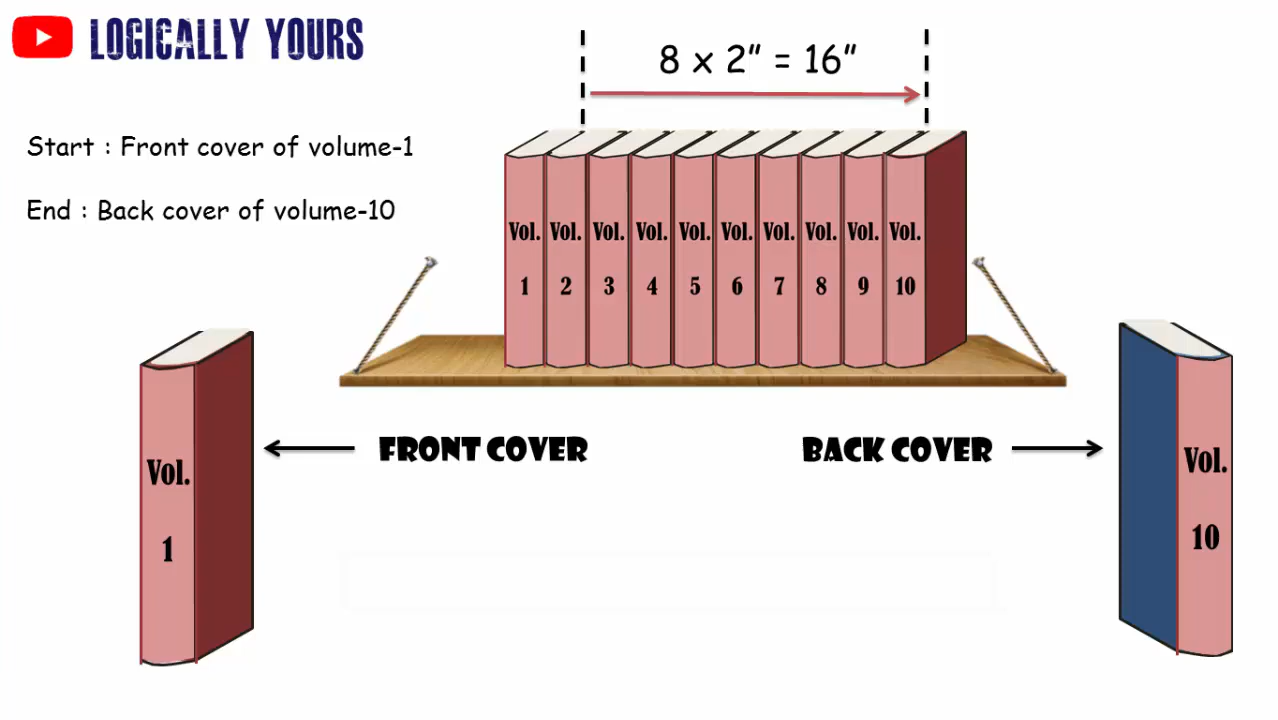 LOGICALLY YOURS
8 x 2” = 16”
Start : Front cover of volume-1
End : Back cover of volume-10
Vol. Vol. Vol. Vol. Vol. Vol. Vol. Vol. Vol. Vol.
1 2 3 4 5 6 7 8 9 10
FRONT COVER
BACK COVER
Vol.
1
Vol.
10